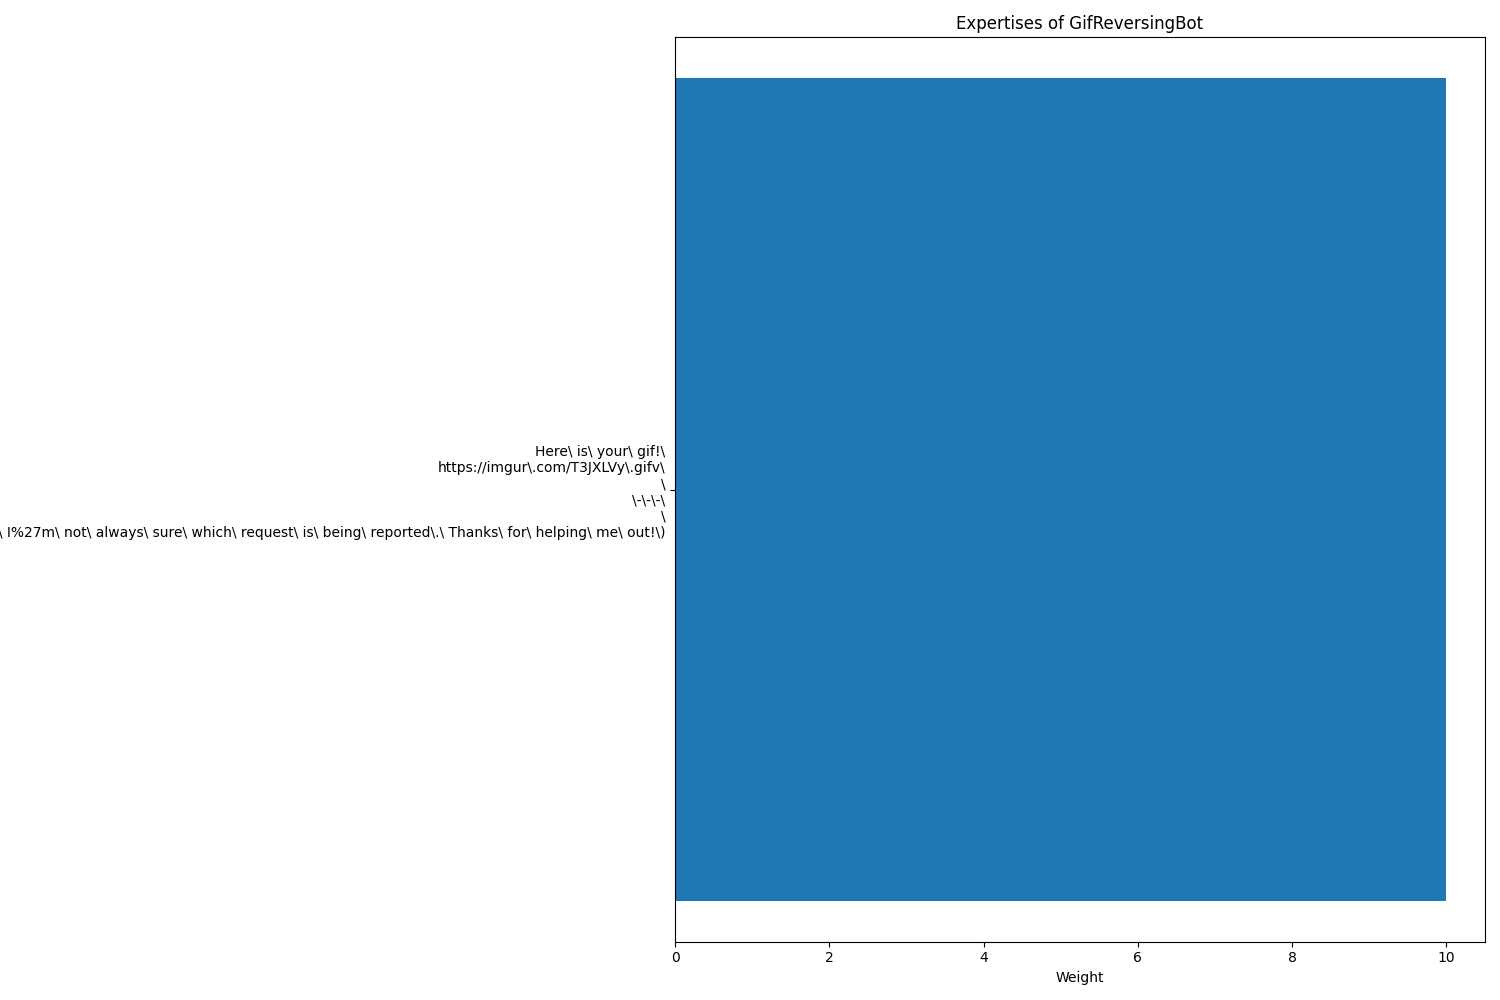 Expertises of GifReversingBot
Here\ is\ your\ gif!\
https://imgur\.com/T3JXLVy\.gifv\
\
\-\-\-\
\
\ I%27m\ not\ always\ sure\ which\ request\ is\ being\ reported\.\ Thanks\ for\ helping\ me\ out!\)
0 2 4 6 8 10
Weight